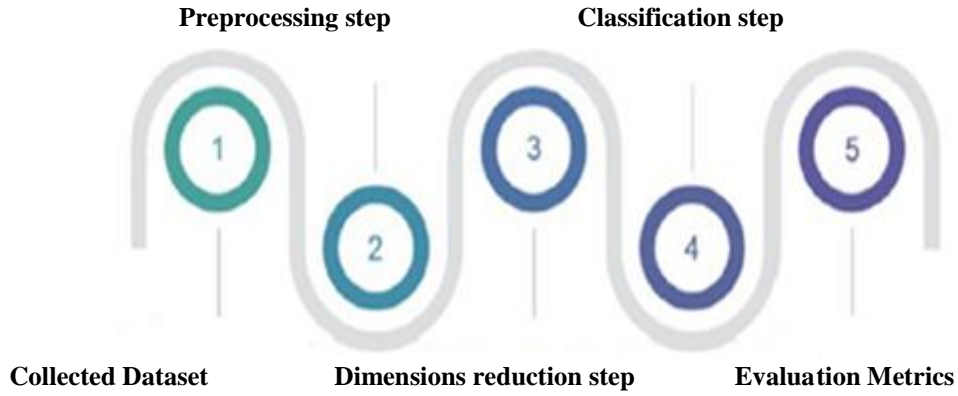 Preprocessing step
Classification step
1
3
5
2
4
Collected Dataset
Dimensions reduction step
Evaluation Metrics